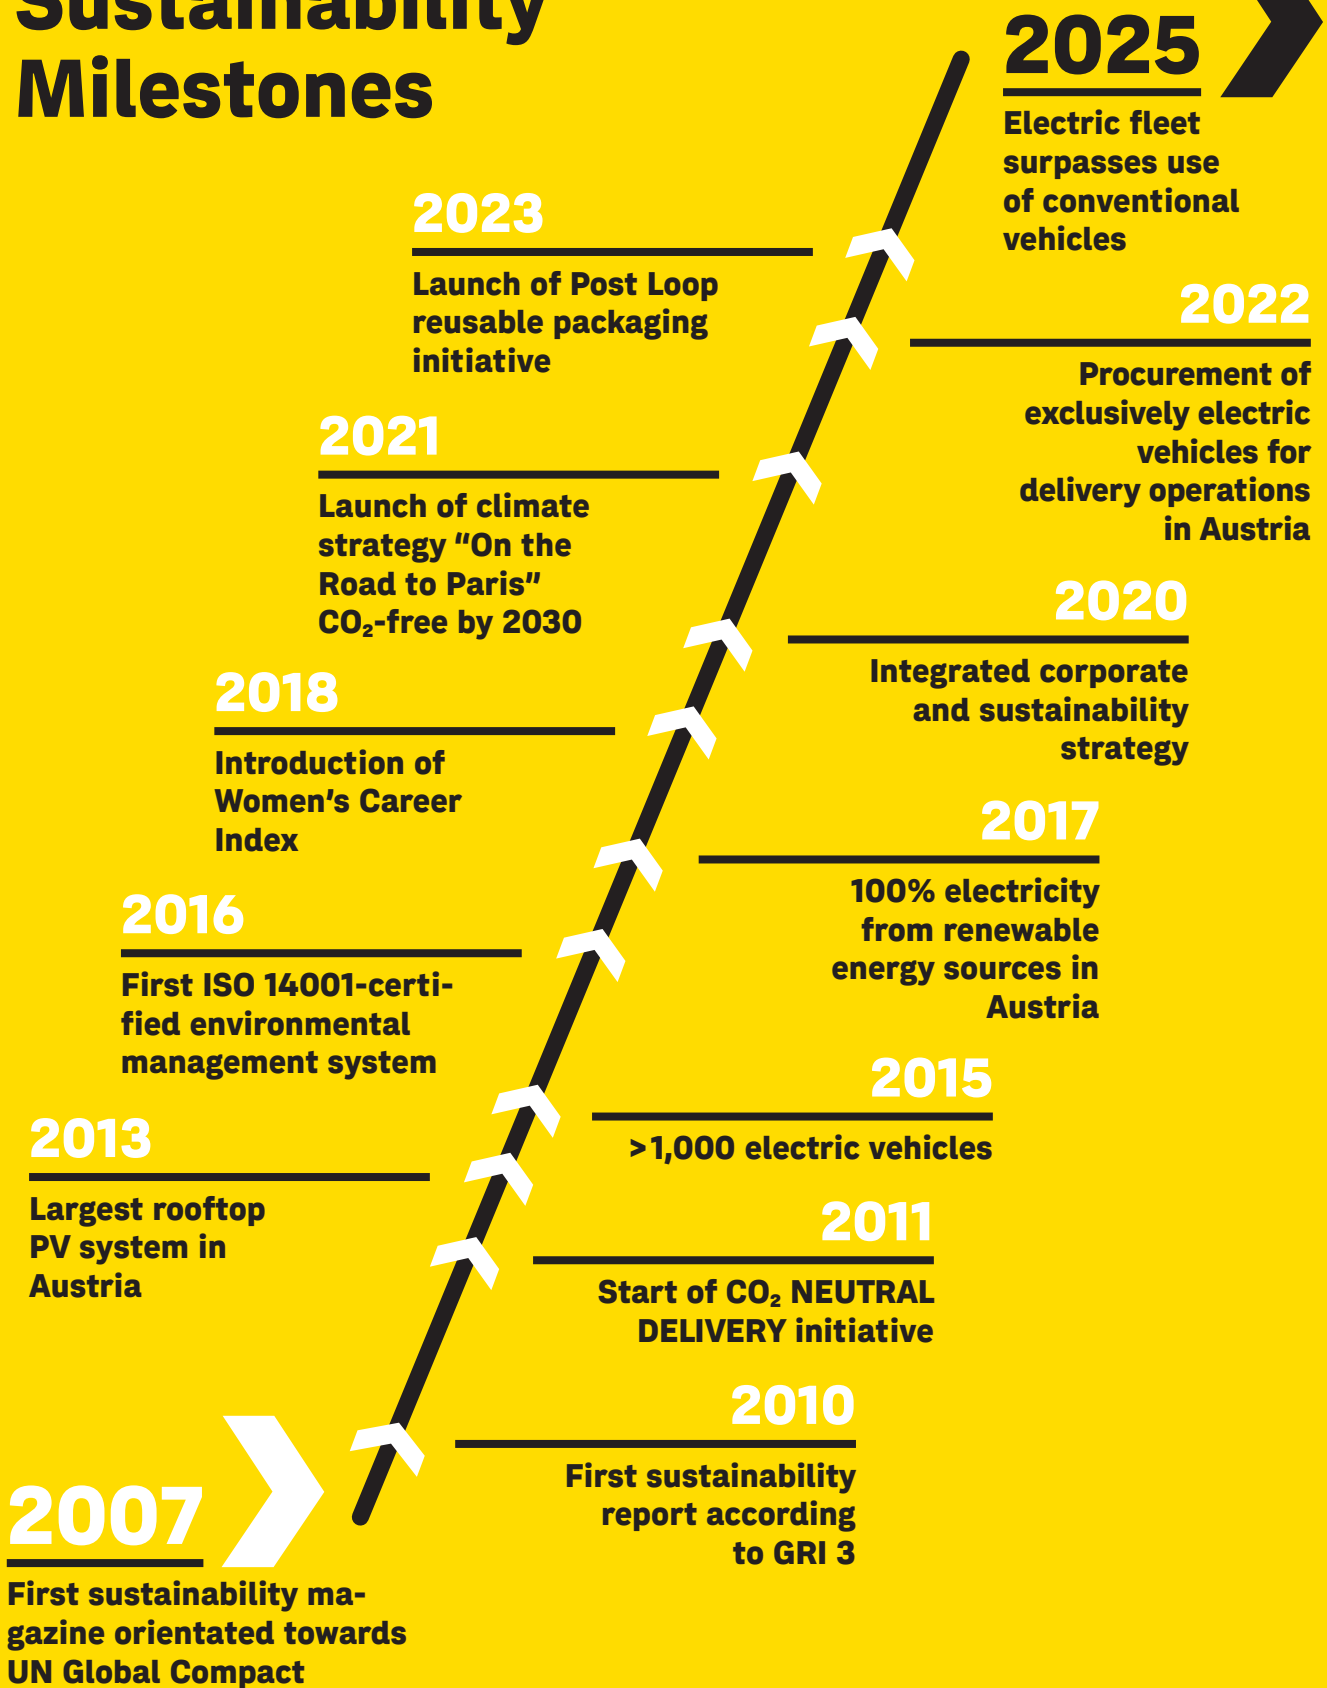 Sustainability
Milestones
2025
Electric fleet
surpasses use
of conventional
vehicles
2023
Launch of Post Loop
reusable packaging
initiative
2022
Procurement of
exclusively electric
vehicles for
delivery operations
in Austria
2021
Launch of climate
strategy “On the
Road to Paris”
CO₂-free by 2030
2020
Integrated corporate
and sustainability
strategy
2018
Introduction of
Women’s Career
Index
2017
100% electricity
from renewable
energy sources in
Austria
2016
First ISO 14001-certi-
fied environmental
management system
2015
>1,000 electric vehicles
2013
Largest rooftop
PV system in
Austria
2011
Start of CO₂ NEUTRAL
DELIVERY initiative
2010
First sustainability
report according
to GRI 3
2007
First sustainability ma-
gazine orientated towards
UN Global Compact